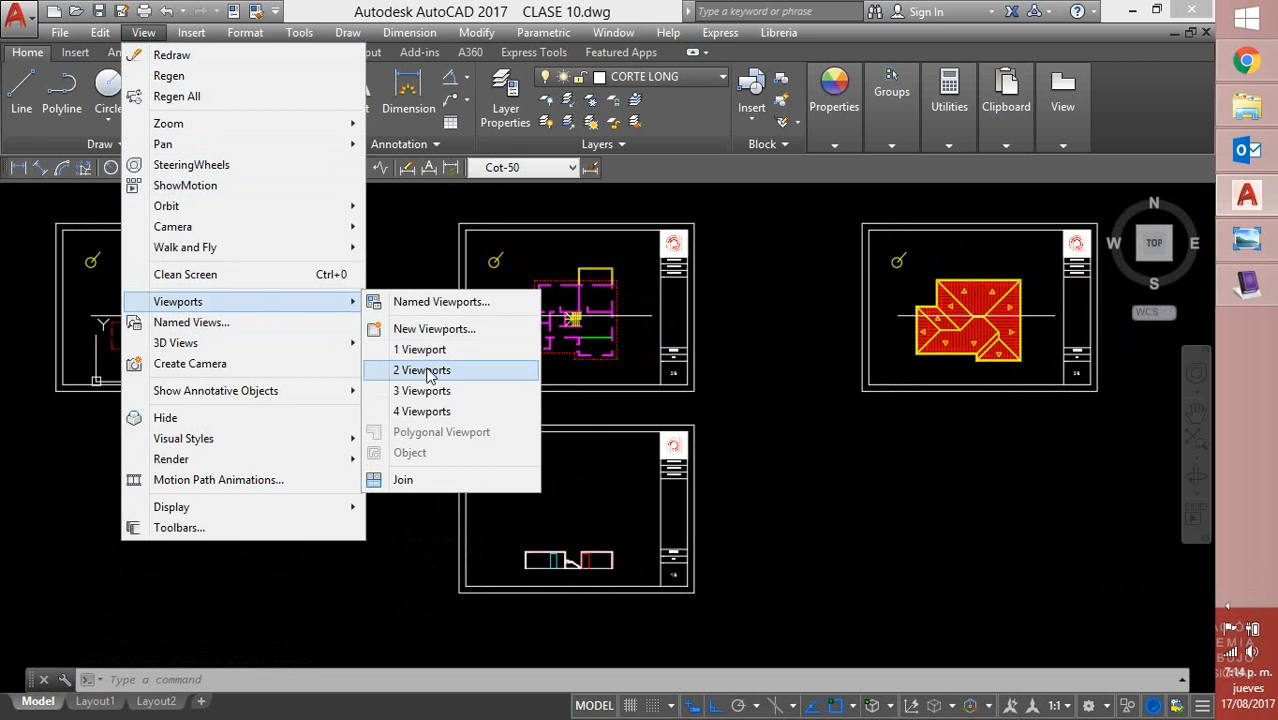 Autodesk AutoCAD 2017 CLASE 10.dwg
Type a keyword or phrase
Sign In
File Edit View Insert Format Tools Draw Dimension Modify Parametric Window Help Express Libreria
Home Insert Add-ins A360 Express Tools Featured Apps
Line Polyline Circle Dimension Layer Properties CORTE LONG Insert Properties Groups Utilities Clipboard View
Draw Annotation Layers Block
Cot-50
Redraw
Regen
Regen All
Zoom
Pan
SteeringWheels
ShowMotion
Orbit
Camera
Walk and Fly
Clean Screen Ctrl+0
Viewports
Named Views...
3D Views
Create Camera
Show Annotative Objects
Hide
Visual Styles
Render
Motion Path Animations...
Display
Toolbars...
Named Viewports...
New Viewports...
1 Viewport
2 Viewports
3 Viewports
4 Viewports
Polygonal Viewport
Object
Join
N
W TOP E
S
WCS
Y
Type a command
Model Layout1 Layout2 +
MODEL 1:1
7:14 p. m.
jueves
17/08/2017